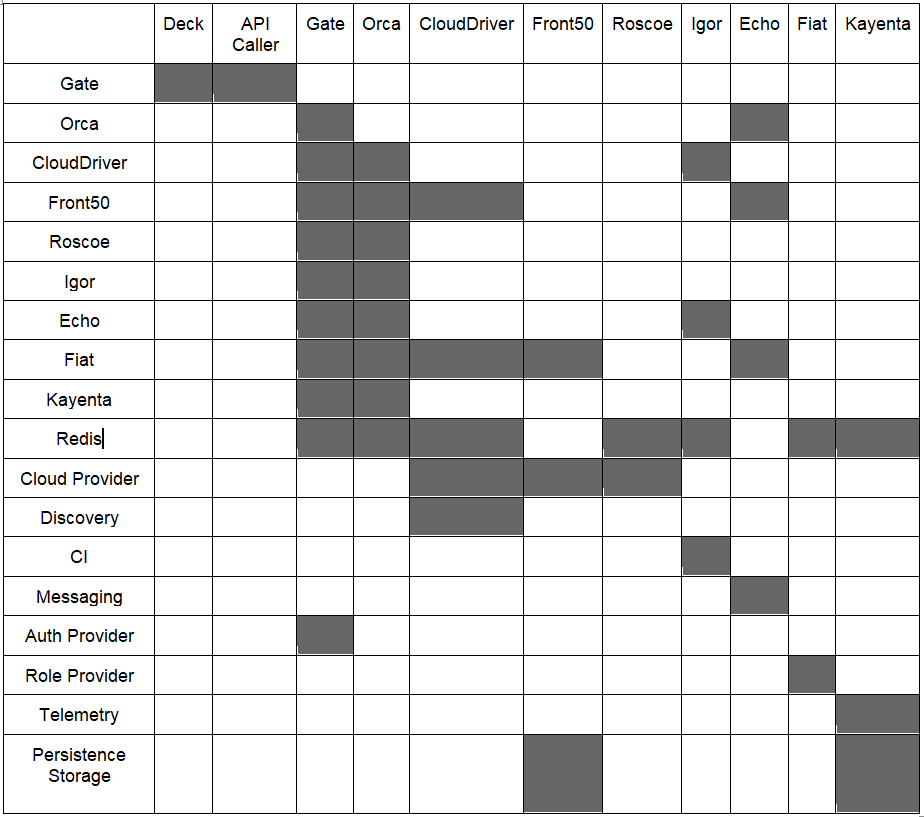 Deck API Gate Orca CloudDriver Front50 Roscoe Igor Echo Fiat Kayenta
Caller
Gate
Orca
CloudDriver
Front50
Roscoe
Igor
Echo
Fiat
Kayenta
Redis
Cloud Provider
Discovery
CI
Messaging
Auth Provider
Role Provider
Telemetry
Persistence
Storage